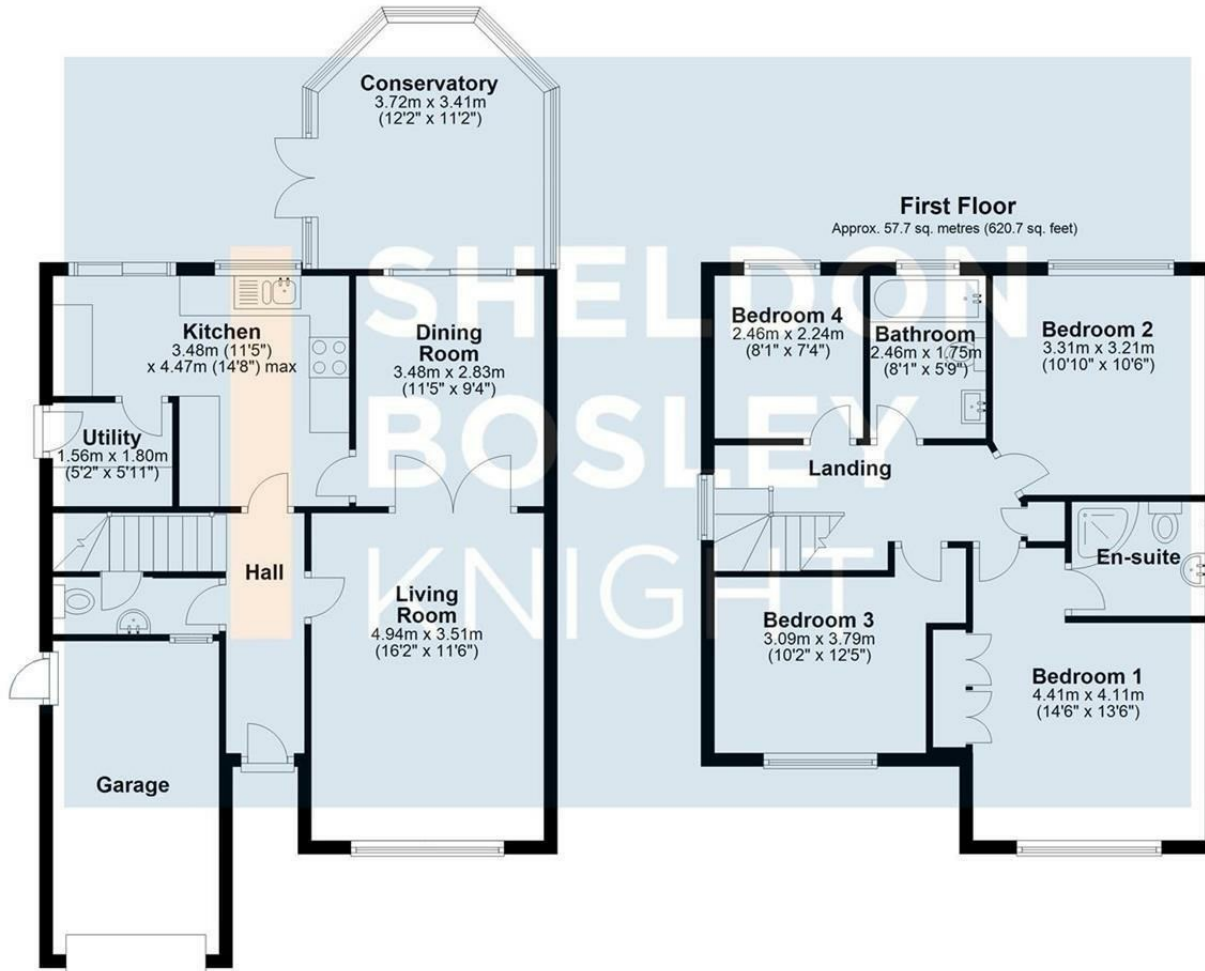 Conservatory
3.72m x 3.41m
(12'2" x 11'2")
First Floor
Approx. 57.7 sq. metres (620.7 sq. feet)
SHELDON
BOSLEY
KNIGHT
Kitchen
3.48m (11'5")
x 4.47m (14'8") max
Dining
Room
3.48m x 2.83m
(11'5" x 9'4")
Utility
1.56m x 1.80m
(5'2" x 5'11")
Hall
Living
Room
4.94m x 3.51m
(16'2" x 11'6")
Garage
Bedroom 4
2.46m x 2.24m
(8'1" x 7'4")
Bathroom
2.46m x 1.75m
(8'1" x 5'9")
Bedroom 2
3.31m x 3.21m
(10'10" x 10'6")
Landing
En-suite
Bedroom 3
3.09m x 3.79m
(10'2" x 12'5")
Bedroom 1
4.41m x 4.11m
(14'6" x 13'6")